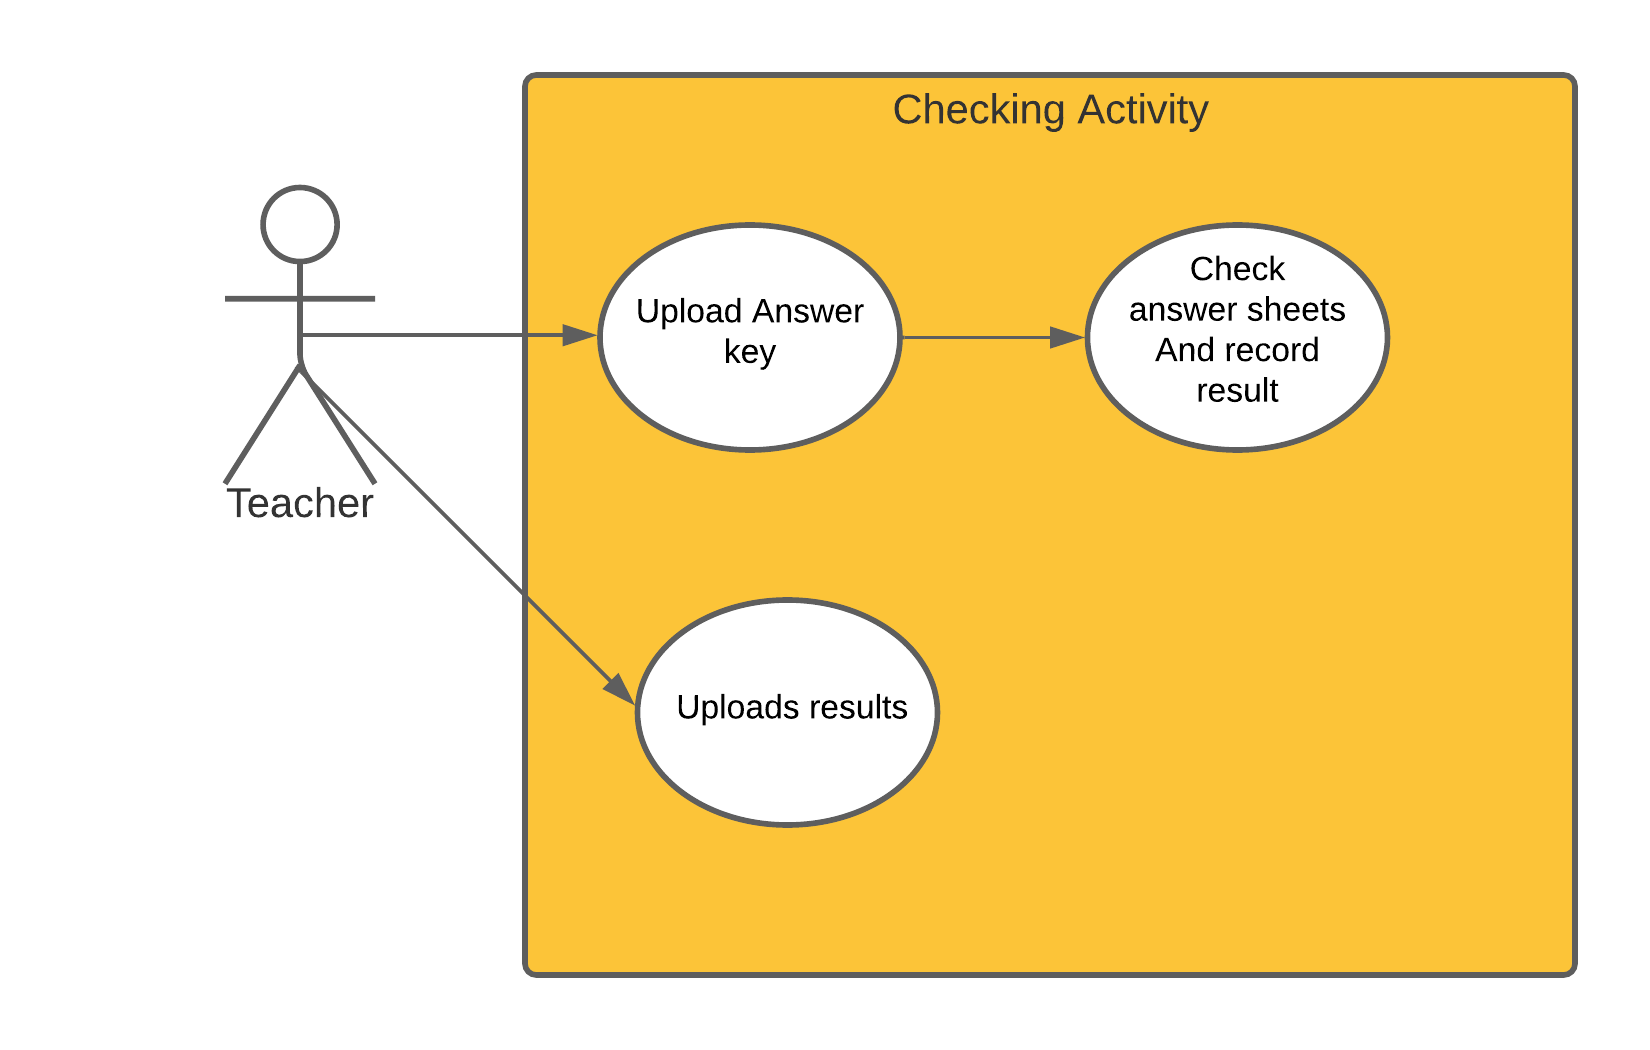 Checking Activity
Upload Answer
key
Check
answer sheets
And record
result
Teacher
Uploads results